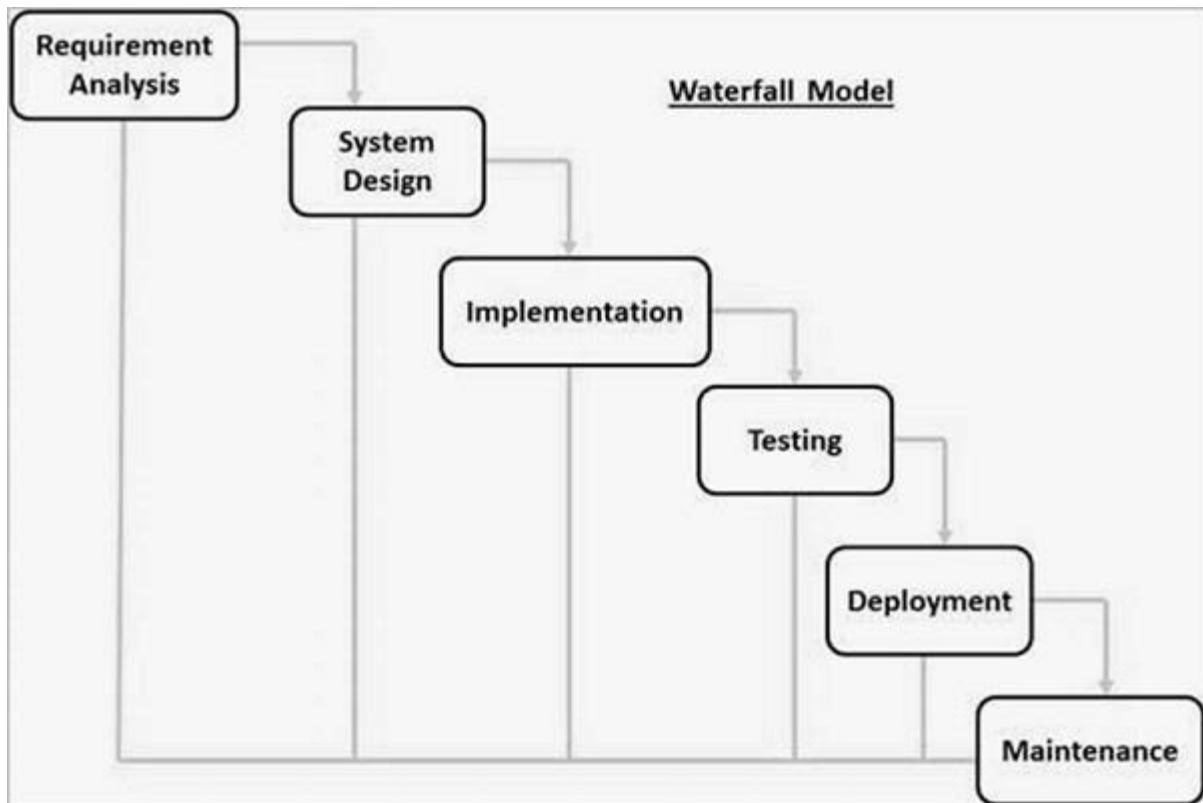 Requirement
Analysis
Waterfall Model
System
Design
Implementation
Testing
Deployment
Maintenance